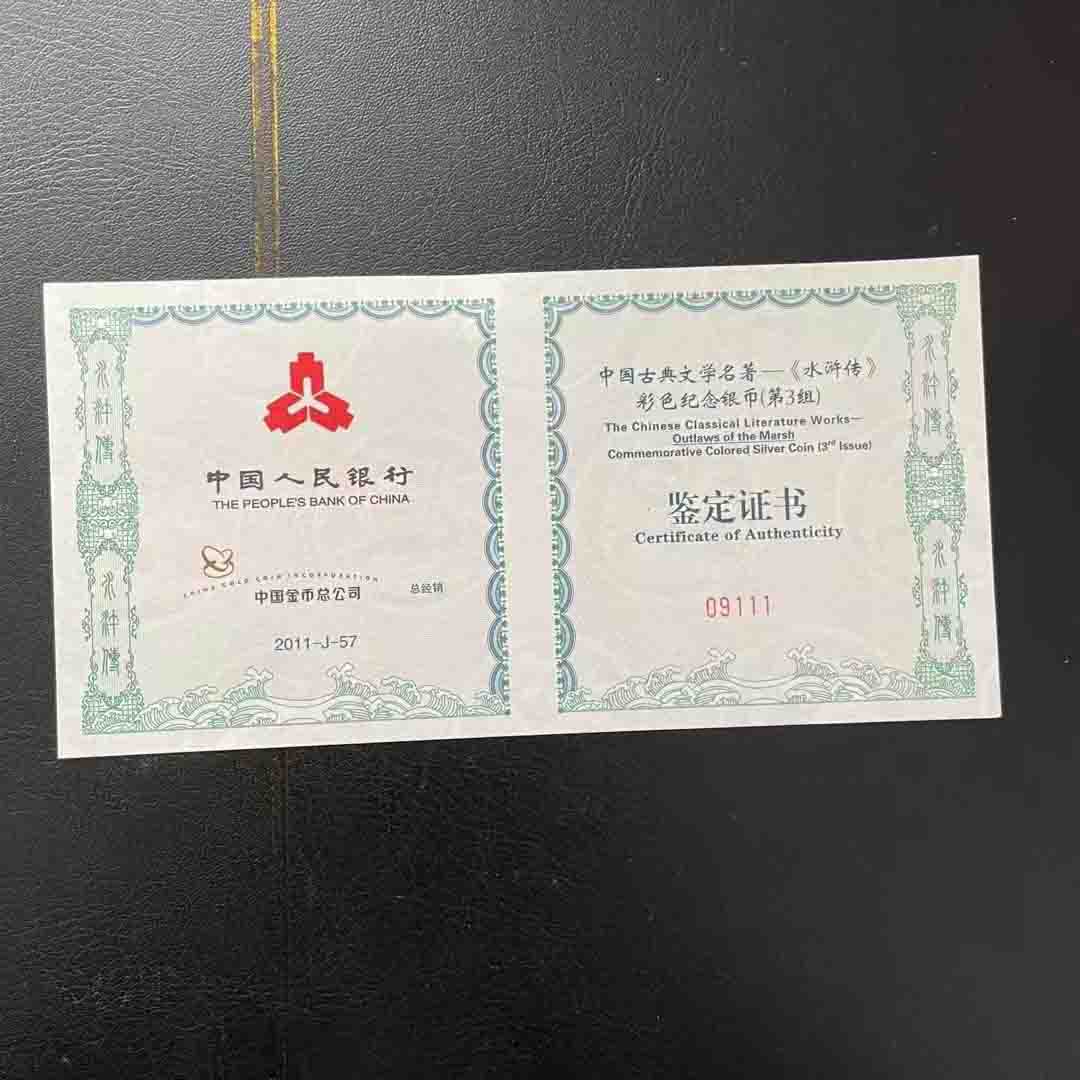 中国人民银行
THE PEOPLE'S BANK OF CHINA
CHINA GOLD COIN INCORPORATION
中国金币总公司
总经销
2011-J-57
中国古典文学名著—《水浒传》
彩色纪念银币(第3组)
The Chinese Classical Literature Works—
Outlaws of the Marsh
Commemorative Colored Silver Coin (3rd Issue)
鉴定证书
Certificate of Authenticity
09111
水浒傳
水浒傳
水浒傳
水浒傳